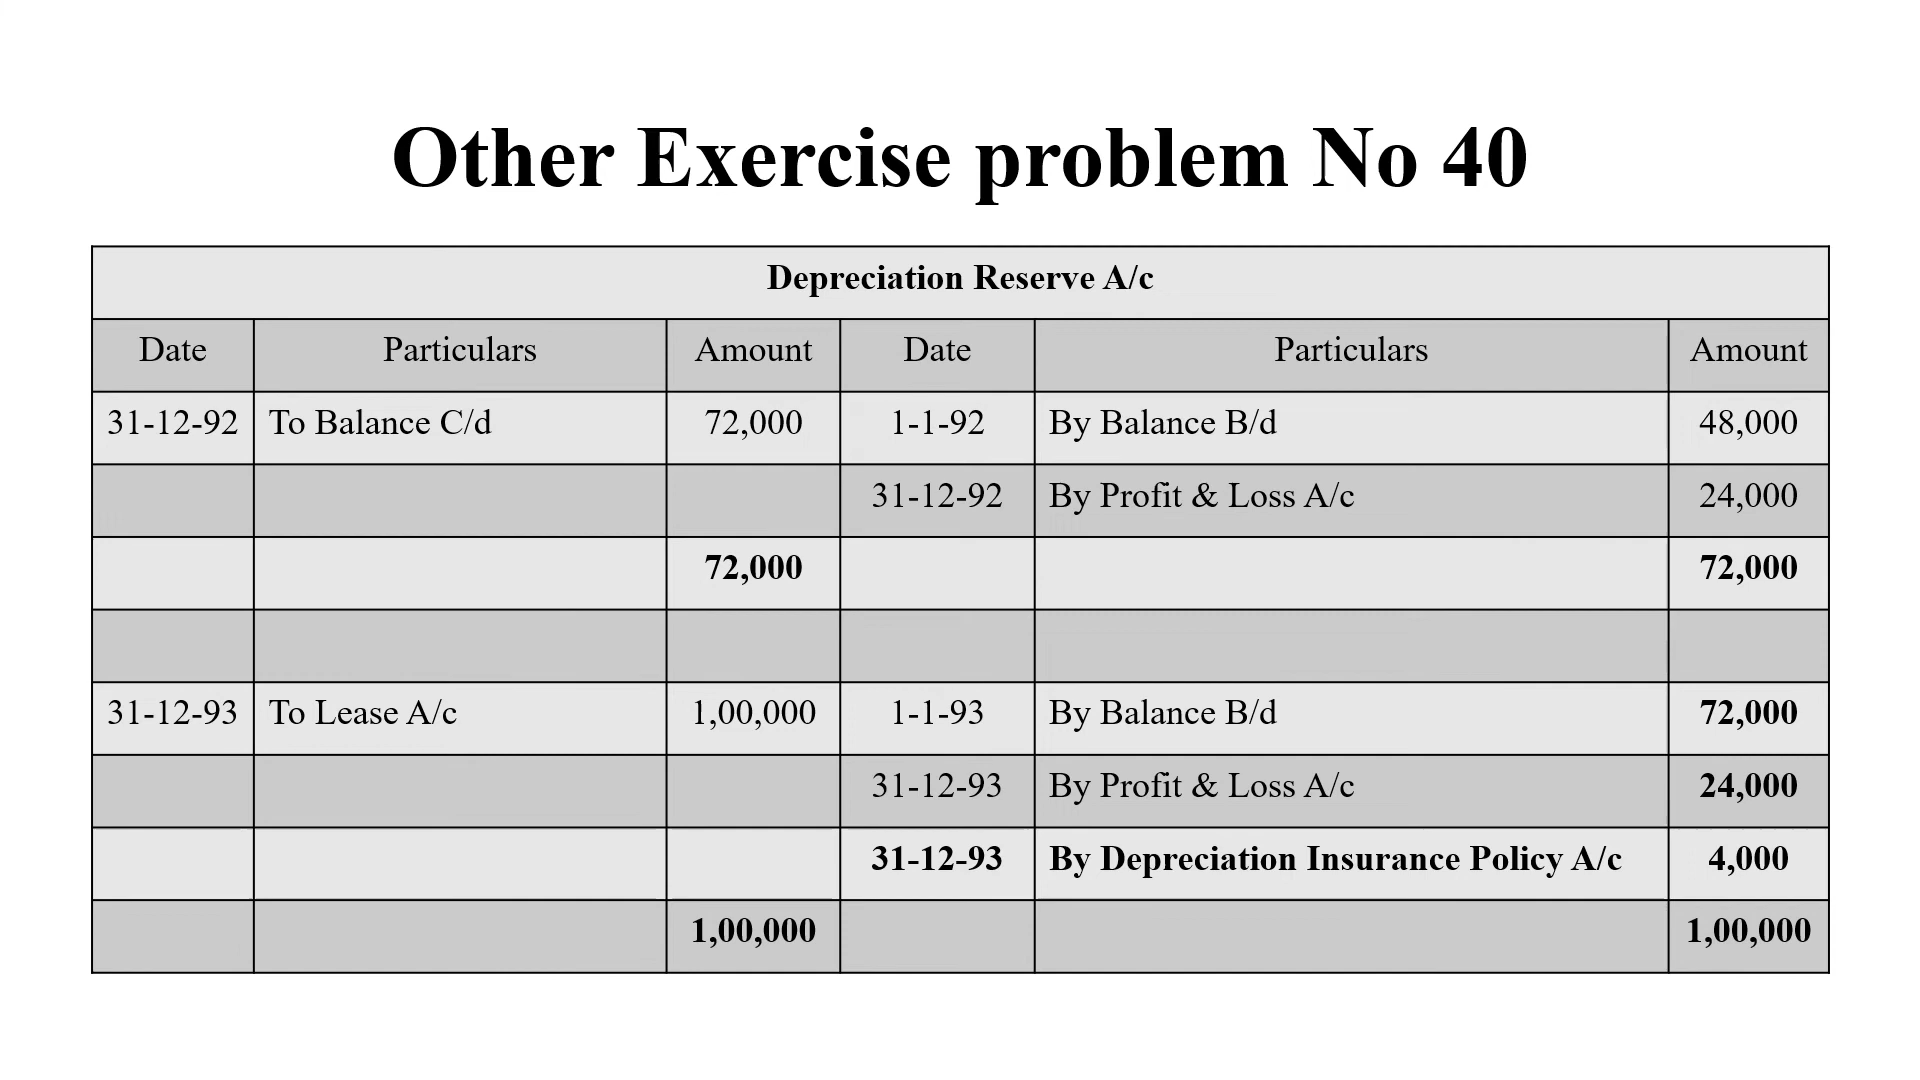 Other Exercise problem No 40
Depreciation Reserve A/c
Date Particulars Amount Date Particulars Amount
31-12-92 To Balance C/d 72,000 1-1-92 By Balance B/d 48,000
31-12-92 By Profit & Loss A/c 24,000
72,000 72,000
31-12-93 To Lease A/c 1,00,000 1-1-93 By Balance B/d 72,000
31-12-93 By Profit & Loss A/c 24,000
31-12-93 By Depreciation Insurance Policy A/c 4,000
1,00,000 1,00,000